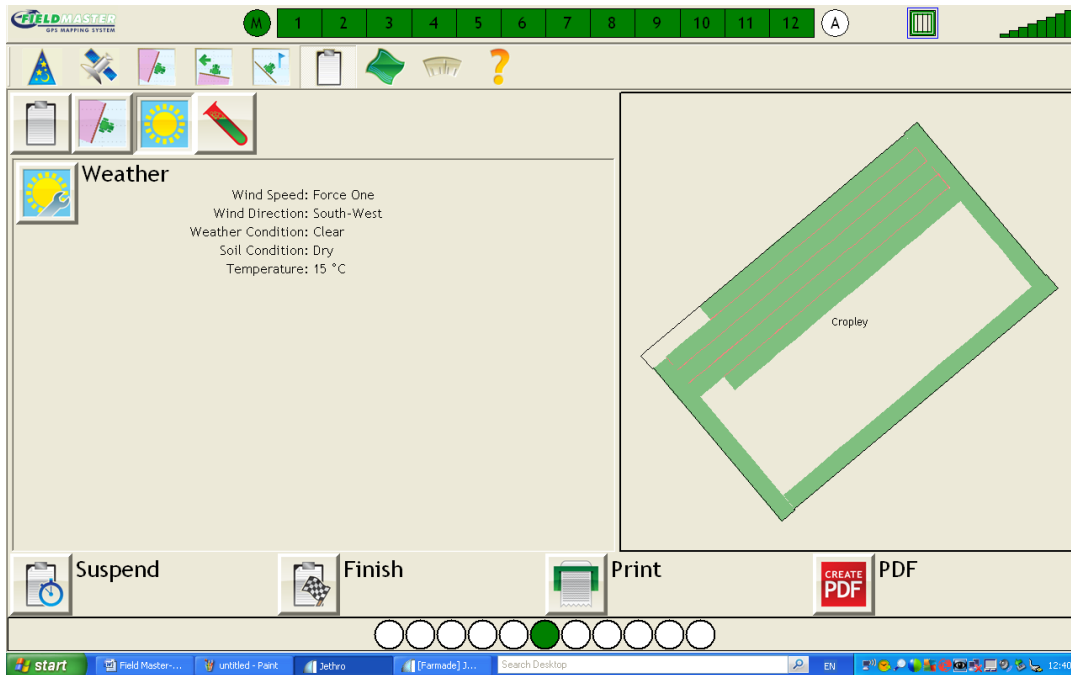 FIELDMASTER
GPS MAPPING SYSTEM
M 1 2 3 4 5 6 7 8 9 10 11 12 A
?
Weather
Wind Speed: Force One
Wind Direction: South-West
Weather Condition: Clear
Soil Condition: Dry
Temperature: 15 °C
Cropley
Suspend
Finish
Print
CREATE
PDF
PDF
start
Field Master-...
untitled - Paint
Jethro
[Farmade] J...
Search Desktop
EN
12:40